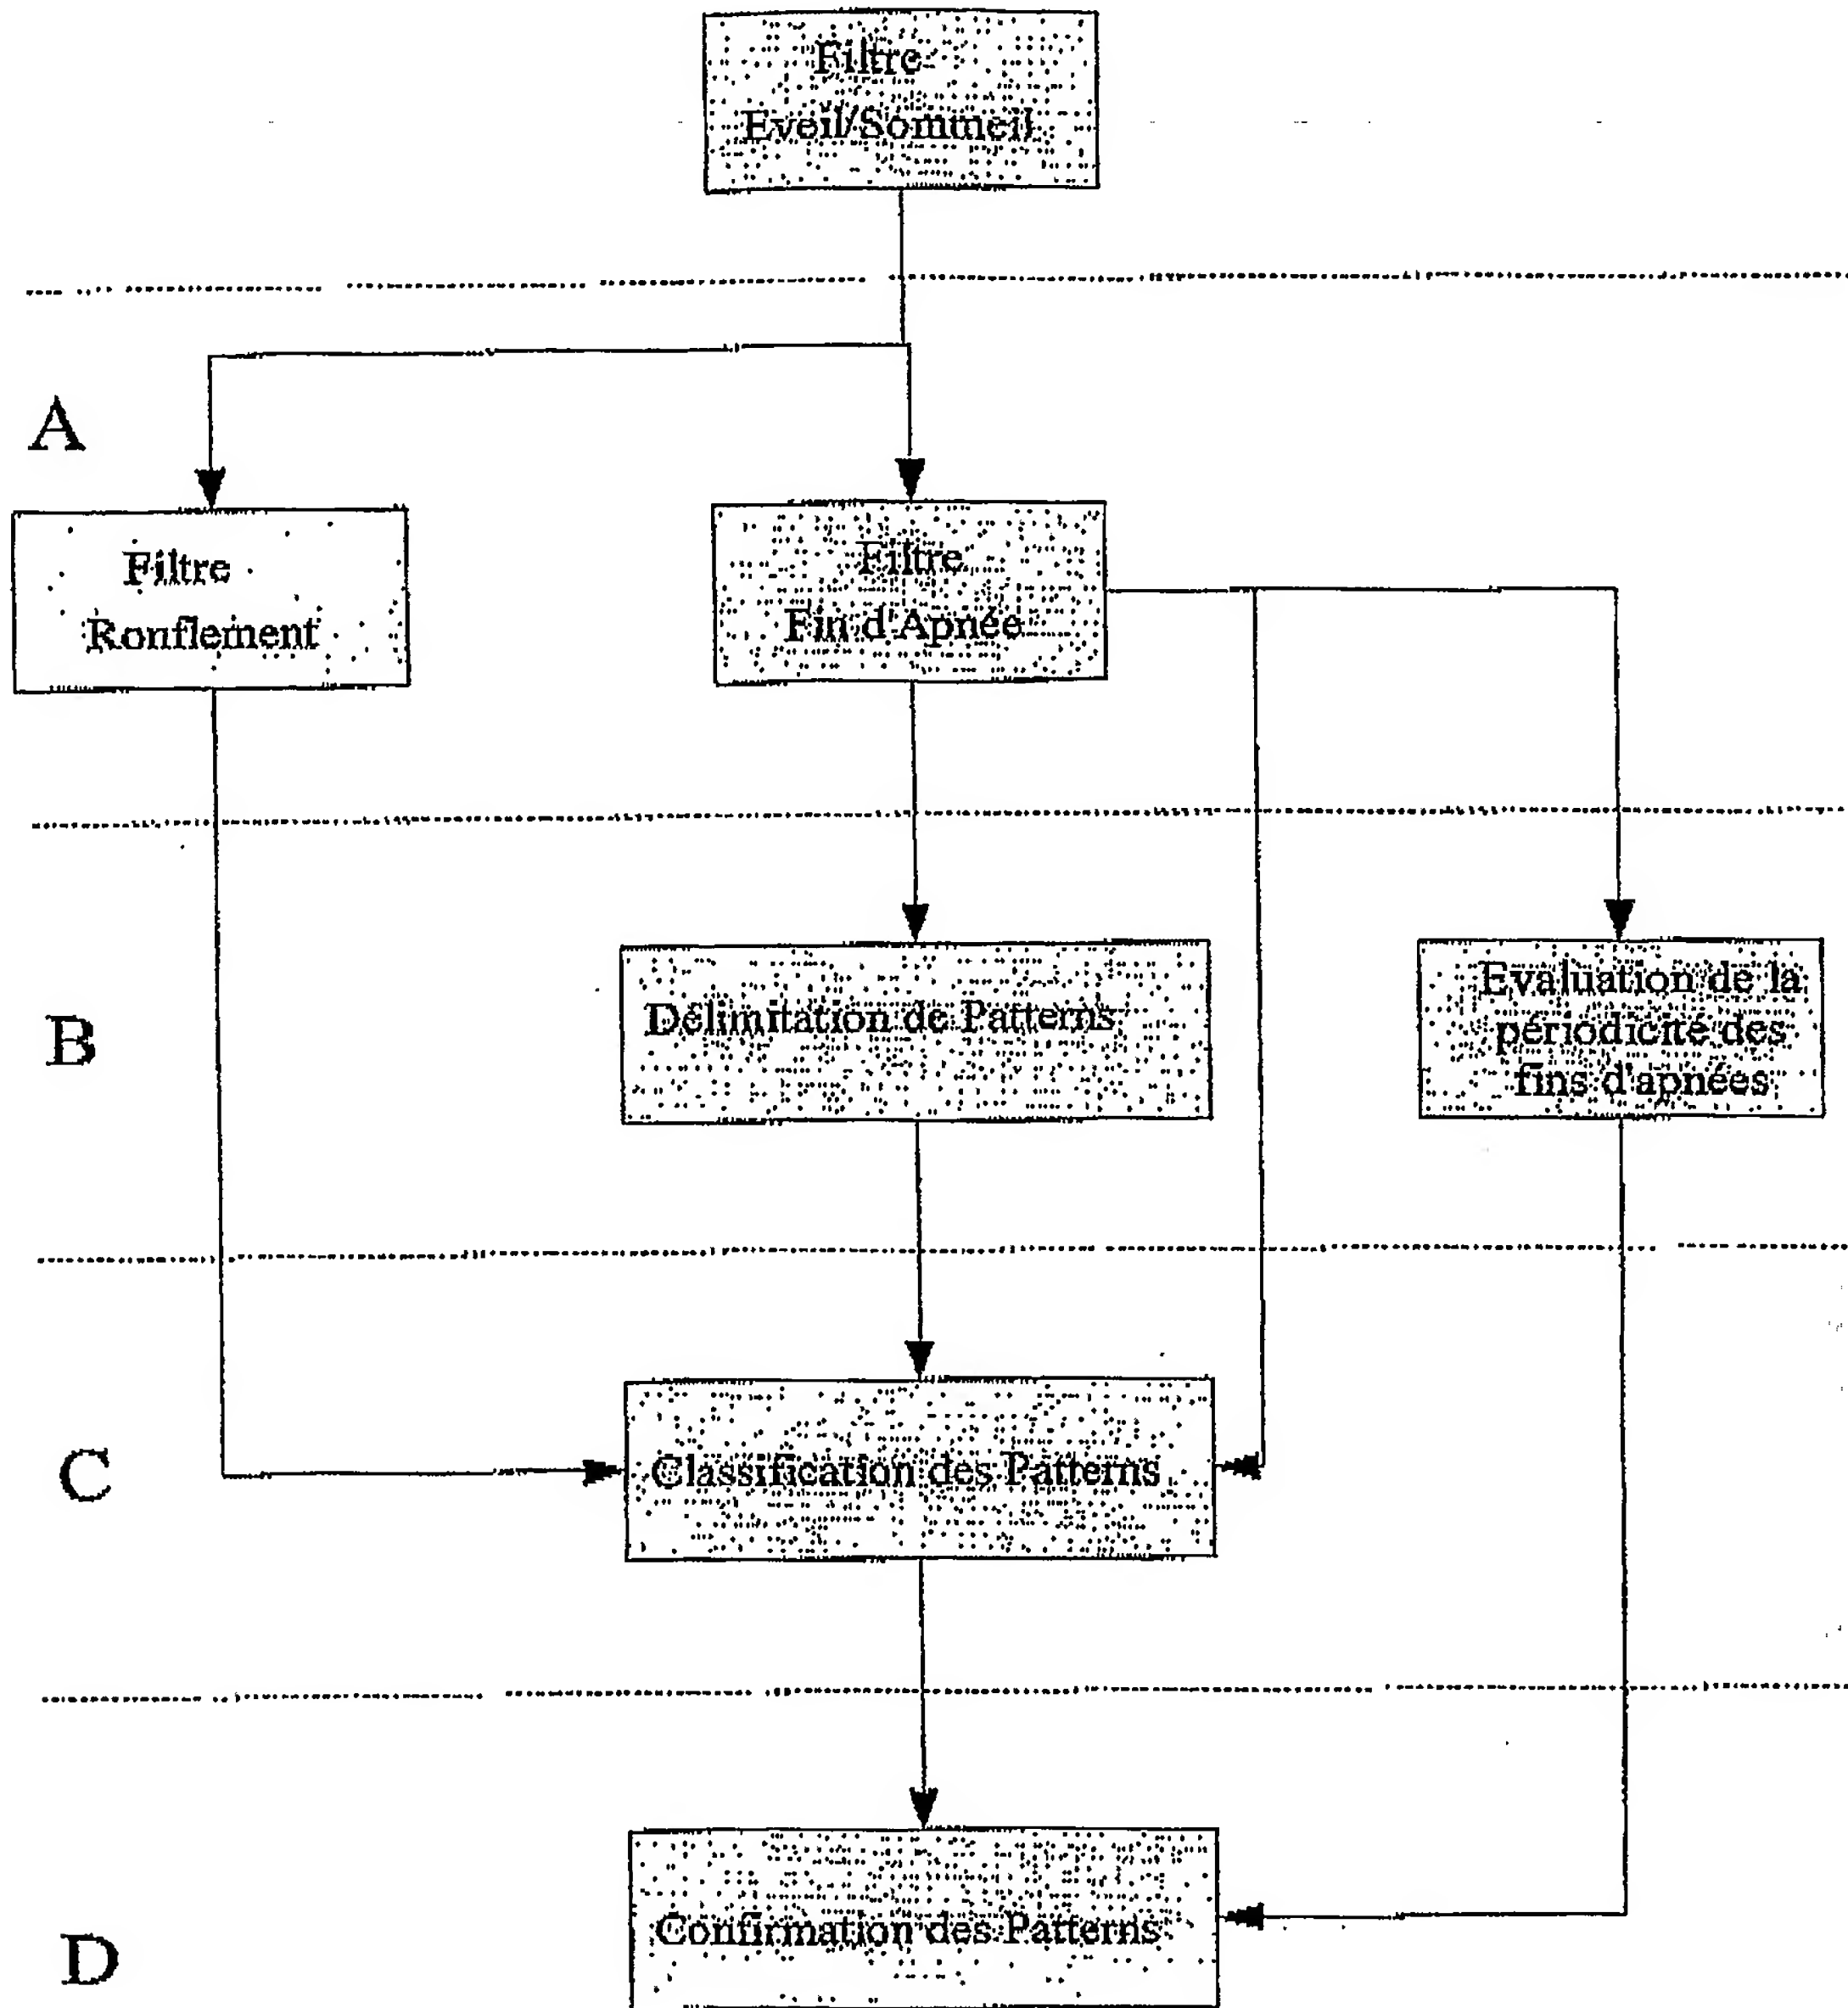 Filtre
Eveil/Sommeil
A
Filtre
Ronflement
Filtre
Fin d'Apnée
B
Délimitation de Patterns
Evaluation de la
périodicité des
fins d'apnées
C
Classification des Patterns
D
Confirmation des Patterns